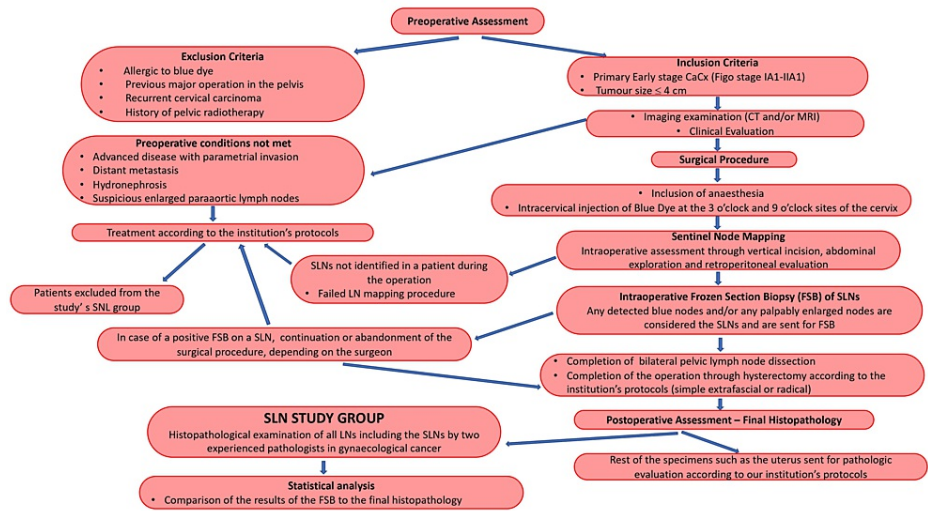 Preoperative Assessment
Exclusion Criteria
• Allergic to blue dye
• Previous major operation in the pelvis
• Recurrent cervical carcinoma
• History of pelvic radiotherapy
Inclusion Criteria
• Primary Early stage CaCx (Figo stage IA1-IIA1)
• Tumour size ≤ 4 cm
• Imaging examination (CT and/or MRI)
• Clinical Evaluation
Preoperative conditions not met
• Advanced disease with parametrial invasion
• Distant metastasis
• Hydronephrosis
• Suspicious enlarged paraaortic lymph nodes
Surgical Procedure
• Inclusion of anaesthesia
• Intracervical injection of Blue Dye at the 3 o'clock and 9 o'clock sites of the cervix
Treatment according to the institution's protocols
Sentinel Node Mapping
Intraoperative assessment through vertical incision, abdominal
exploration and retroperitoneal evaluation
• SLNs not identified in a patient during
the operation
• Failed LN mapping procedure
Patients excluded from the
study' s SNL group
Intraoperative Frozen Section Biopsy (FSB) of SLNs
Any detected blue nodes and/or any palpably enlarged nodes are
considered the SLNs and are sent for FSB
In case of a positive FSB on a SLN, continuation or abandonment of the
surgical procedure, depending on the surgeon
• Completion of bilateral pelvic lymph node dissection
• Completion of the operation through hysterectomy according to the
institution's protocols (simple extrafascial or radical)
SLN STUDY GROUP
Histopathological examination of all LNs including the SLNs by two
experienced pathologists in gynaecological cancer
Postoperative Assessment – Final Histopathology
Rest of the specimens such as the uterus sent for pathologic
evaluation according to our institution's protocols
Statistical analysis
• Comparison of the results of the FSB to the final histopathology